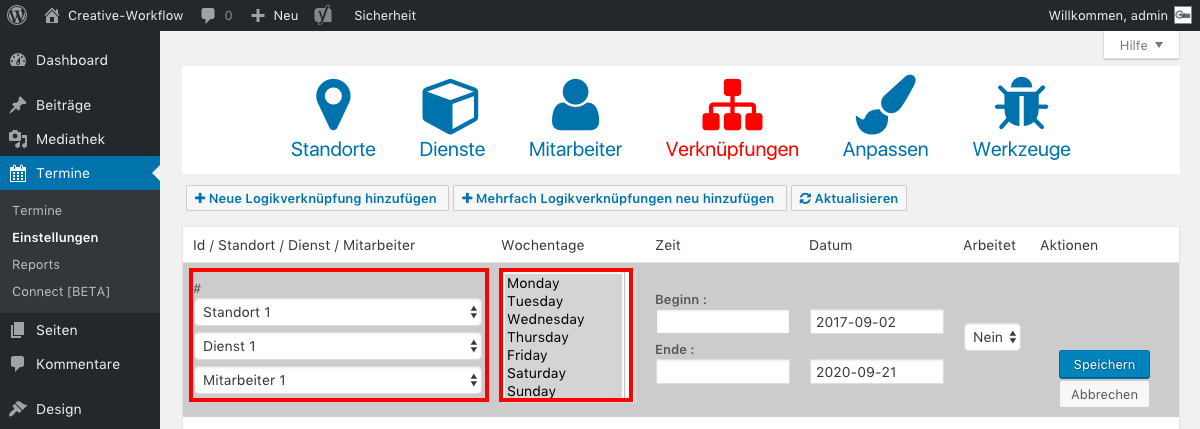 Creative-Workflow 0 Neu Sicherheit Willkommen, admin
Hilfe
Dashboard
Beiträge
Mediathek
Termine
Termine
Einstellungen
Reports
Connect [BETA]
Seiten
Kommentare
Design
Standorte Dienste Mitarbeiter Verknüpfungen Anpassen Werkzeuge
Neue Logikverknüpfung hinzufügen Mehrfach Logikverknüpfungen neu hinzufügen Aktualisieren
Id / Standort / Dienst / Mitarbeiter Wochentage Zeit Datum Arbeitet Aktionen
#
Standort 1
Dienst 1
Mitarbeiter 1
Monday
Tuesday
Wednesday
Thursday
Friday
Saturday
Sunday
Beginn :
Ende :
2017-09-02
2020-09-21
Nein
Speichern
Abbrechen